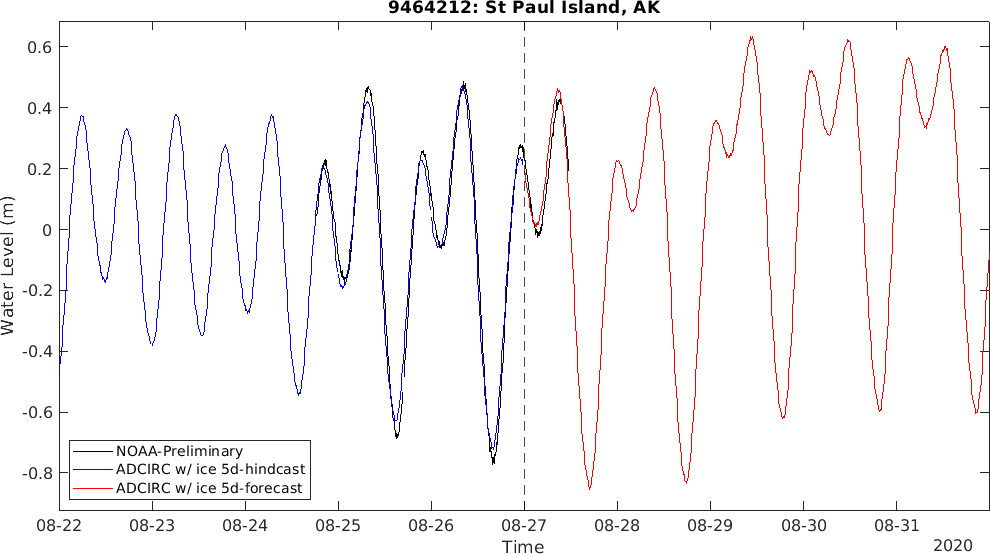 9464212: St Paul Island, AK
0.6
0.4
0.2
0
-0.2
-0.4
-0.6
-0.8
Water Level (m)
NOAA-Preliminary
ADCIRC w/ ice 5d-hindcast
ADCIRC w/ ice 5d-forecast
08-22 08-23 08-24 08-25 08-26 08-27 08-28 08-29 08-30 08-31
Time
2020